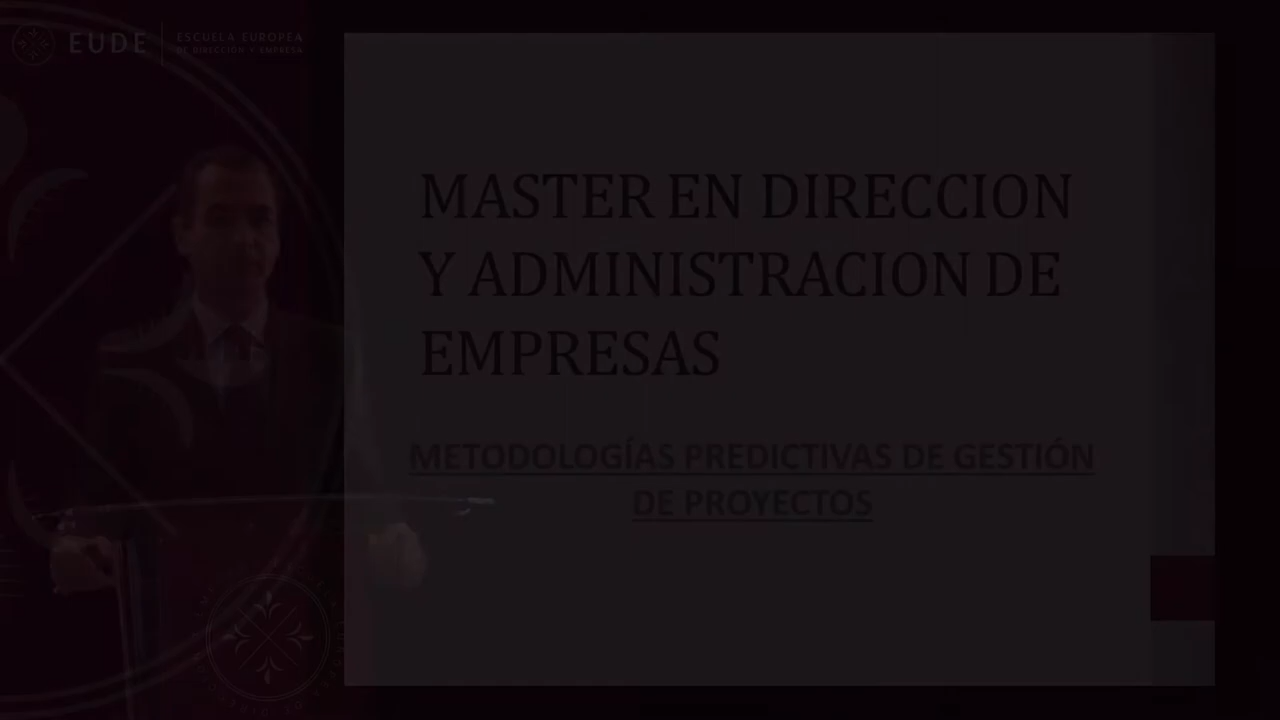 EUDE
ESCUELA EUROPEA
DE DIRECCIÓN Y EMPRESA
MASTER EN DIRECCION
Y ADMINISTRACION DE
EMPRESAS
METODOLOGÍAS PREDICTIVAS DE GESTIÓN
DE PROYECTOS